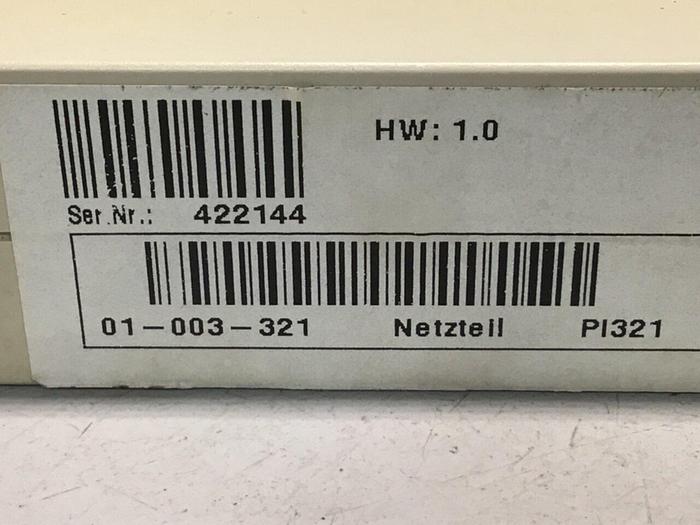 HW: 1.0
Ser.Nr.: 422144
01-003-321 Netzteil PI321